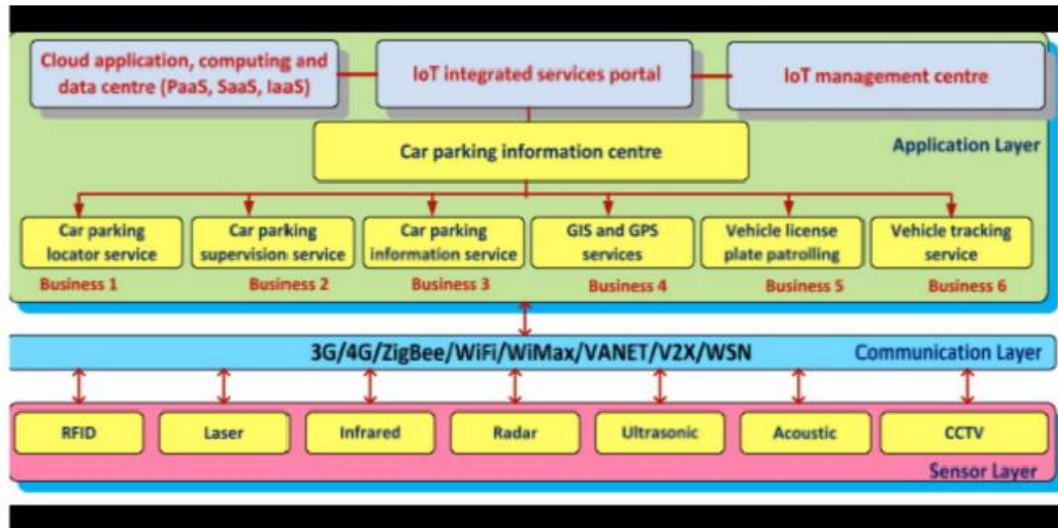 Cloud application, computing and
data centre (PaaS, SaaS, IaaS)
IoT integrated services portal
IoT management centre
Car parking information centre
Application Layer
Car parking
locator service
Car parking
supervision service
Car parking
information service
GIS and GPS
services
Vehicle license
plate patrolling
Vehicle tracking
service
Business 1
Business 2
Business 3
Business 4
Business 5
Business 6
3G/4G/ZigBee/WiFi/WiMax/VANET/V2X/WSN
Communication Layer
RFID
Laser
Infrared
Radar
Ultrasonic
Acoustic
CCTV
Sensor Layer